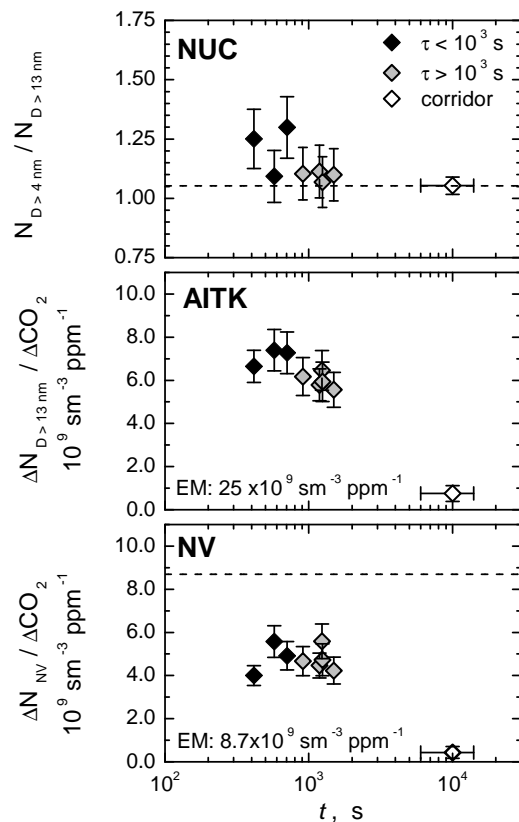 NUC
τ < 10³ s
τ > 10³ s
corridor
1.75
1.50
1.25
1.00
0.75
N D > 4 nm / N D > 13 nm
AITK
10.0
8.0
6.0
4.0
2.0
0.0
ΔN D > 13 nm / ΔCO₂
10⁹ sm⁻³ ppm⁻¹
EM: 25 x10⁹ sm⁻³ ppm⁻¹
NV
10.0
8.0
6.0
4.0
2.0
0.0
ΔN NV / ΔCO₂
10⁹ sm⁻³ ppm⁻¹
EM: 8.7x10⁹ sm⁻³ ppm⁻¹
10² 10³ 10⁴
t , s